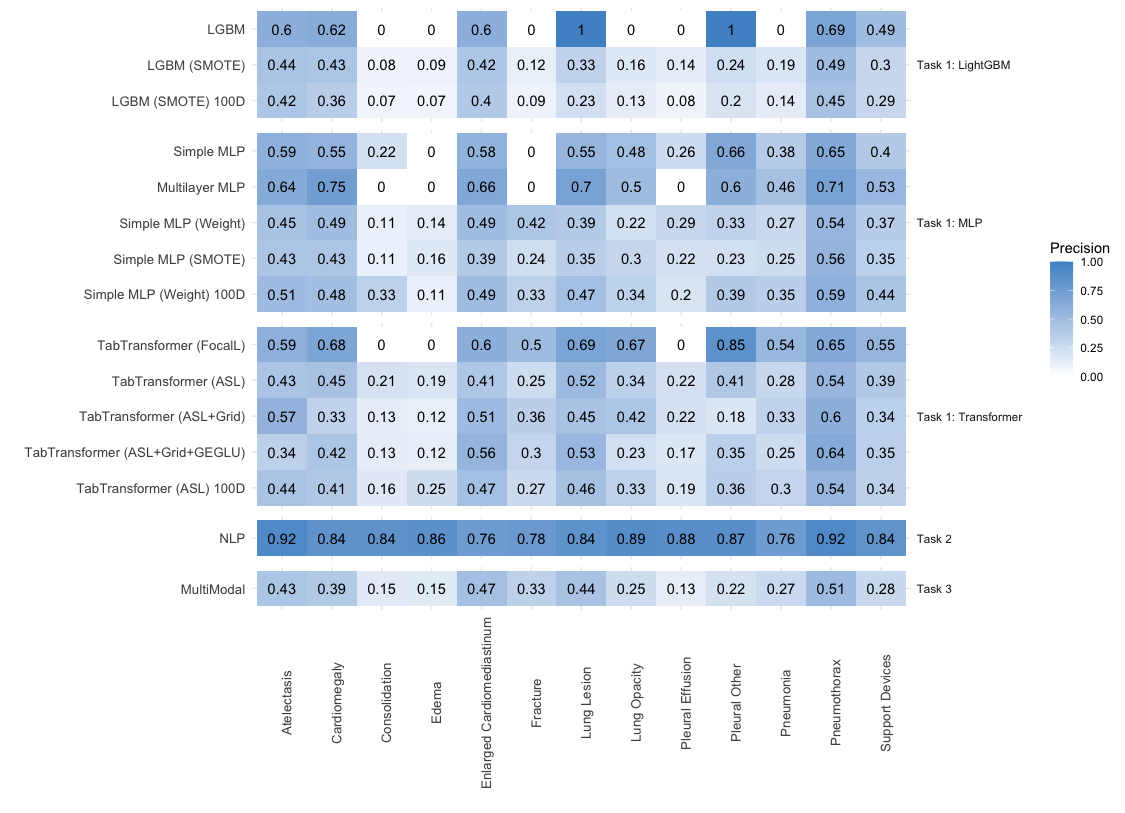 LGBM 0.6 0.62 0 0 0.6 0 1 0 0 1 0 0.69 0.49
LGBM (SMOTE) 0.44 0.43 0.08 0.09 0.42 0.12 0.33 0.16 0.14 0.24 0.19 0.49 0.3 Task 1: LightGBM
LGBM (SMOTE) 100D 0.42 0.36 0.07 0.07 0.4 0.09 0.23 0.13 0.08 0.2 0.14 0.45 0.29
Simple MLP 0.59 0.55 0.22 0 0.58 0 0.55 0.48 0.26 0.66 0.38 0.65 0.4
Multilayer MLP 0.64 0.75 0 0 0.66 0 0.7 0.5 0 0.6 0.46 0.71 0.53
Simple MLP (Weight) 0.45 0.49 0.11 0.14 0.49 0.42 0.39 0.22 0.29 0.33 0.27 0.54 0.37 Task 1: MLP
Simple MLP (SMOTE) 0.43 0.43 0.11 0.16 0.39 0.24 0.35 0.3 0.22 0.23 0.25 0.56 0.35
Simple MLP (Weight) 100D 0.51 0.48 0.33 0.11 0.49 0.33 0.47 0.34 0.2 0.39 0.35 0.59 0.44
TabTransformer (FocalL) 0.59 0.68 0 0 0.6 0.5 0.69 0.67 0 0.85 0.54 0.65 0.55
TabTransformer (ASL) 0.43 0.45 0.21 0.19 0.41 0.25 0.52 0.34 0.22 0.41 0.28 0.54 0.39
TabTransformer (ASL+Grid) 0.57 0.33 0.13 0.12 0.51 0.36 0.45 0.42 0.22 0.18 0.33 0.6 0.34 Task 1: Transformer
TabTransformer (ASL+Grid+GEGLU) 0.34 0.42 0.13 0.12 0.56 0.3 0.53 0.23 0.17 0.35 0.25 0.64 0.35
TabTransformer (ASL) 100D 0.44 0.41 0.16 0.25 0.47 0.27 0.46 0.33 0.19 0.36 0.3 0.54 0.34
NLP 0.92 0.84 0.84 0.86 0.76 0.78 0.84 0.89 0.88 0.87 0.76 0.92 0.84 Task 2
MultiModal 0.43 0.39 0.15 0.15 0.47 0.33 0.44 0.25 0.13 0.22 0.27 0.51 0.28 Task 3
Atelectasis
Cardiomegaly
Consolidation
Edema
Enlarged Cardiomediastinum
Fracture
Lung Lesion
Lung Opacity
Pleural Effusion
Pleural Other
Pneumonia
Pneumothorax
Support Devices
Precision
1.00
0.75
0.50
0.25
0.00